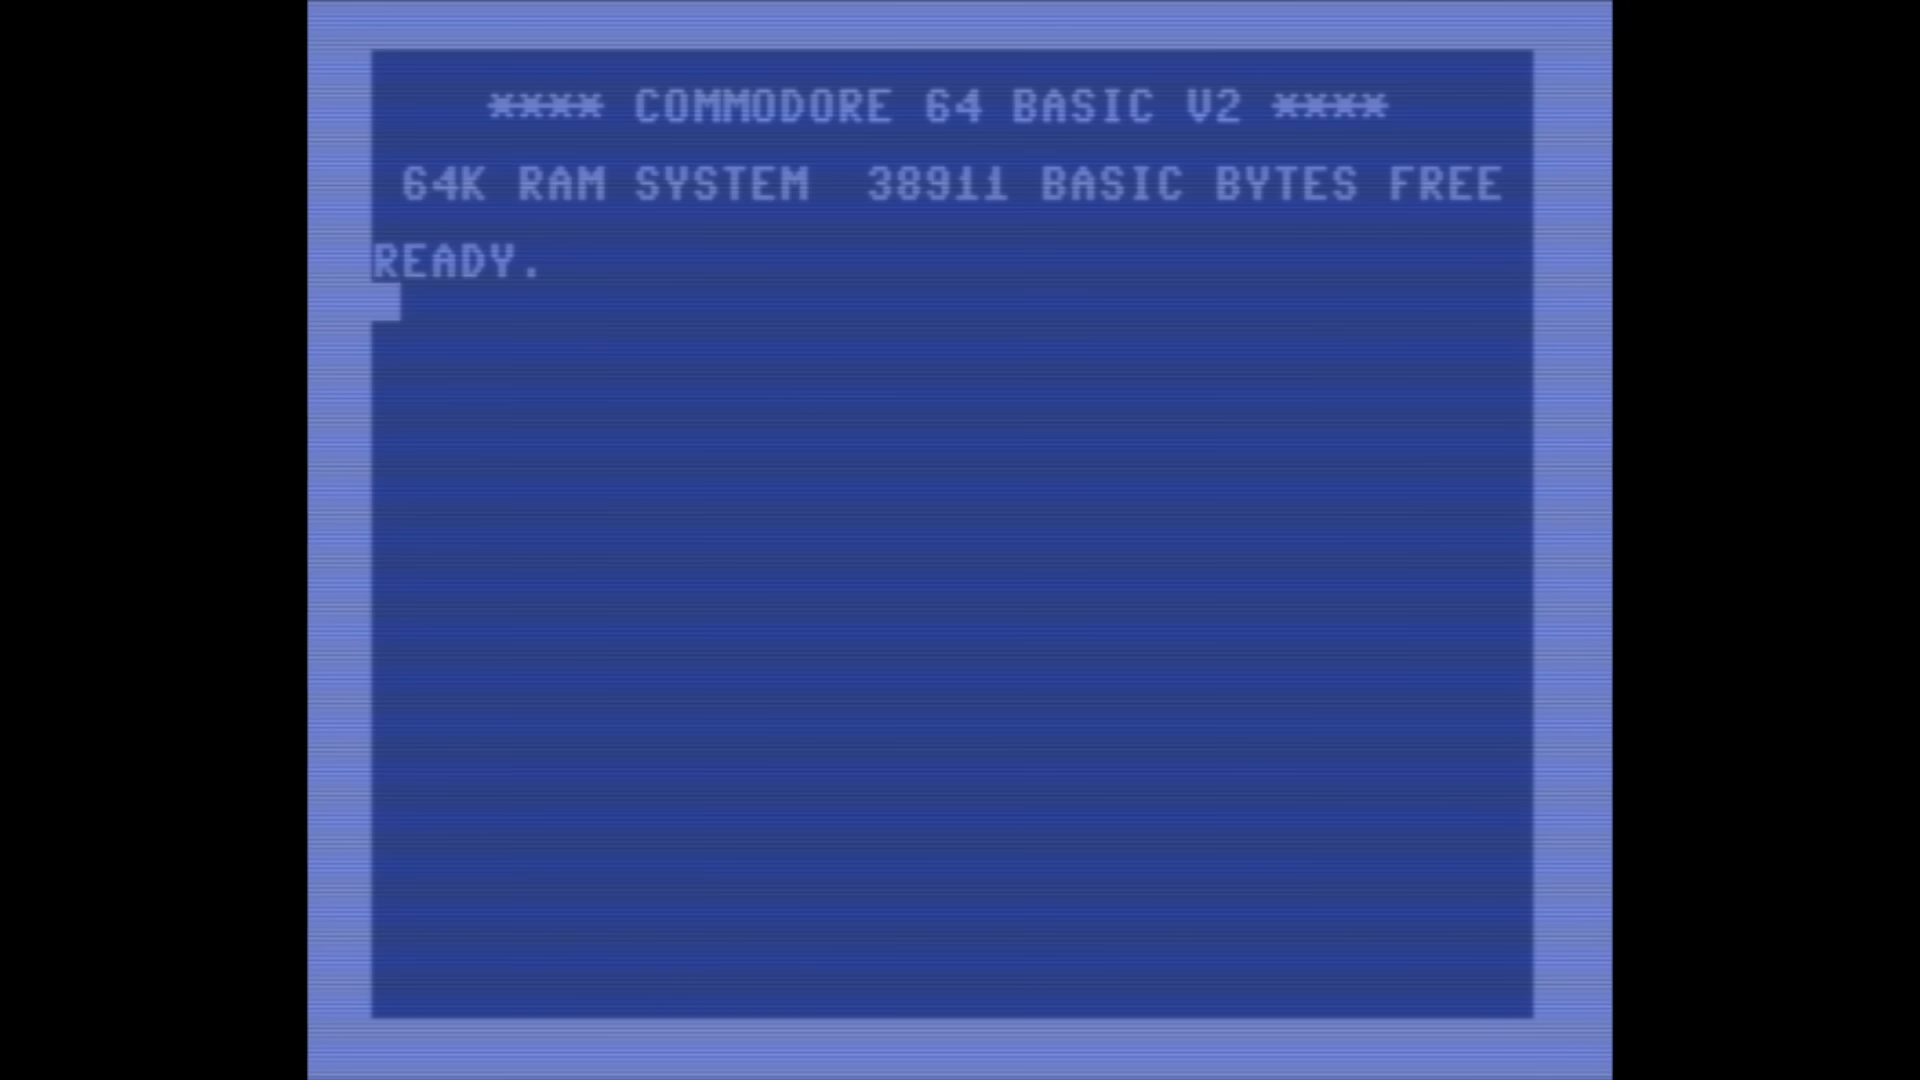 **** COMMODORE 64 BASIC V2 ****
64K RAM SYSTEM  38911 BASIC BYTES FREE
READY.